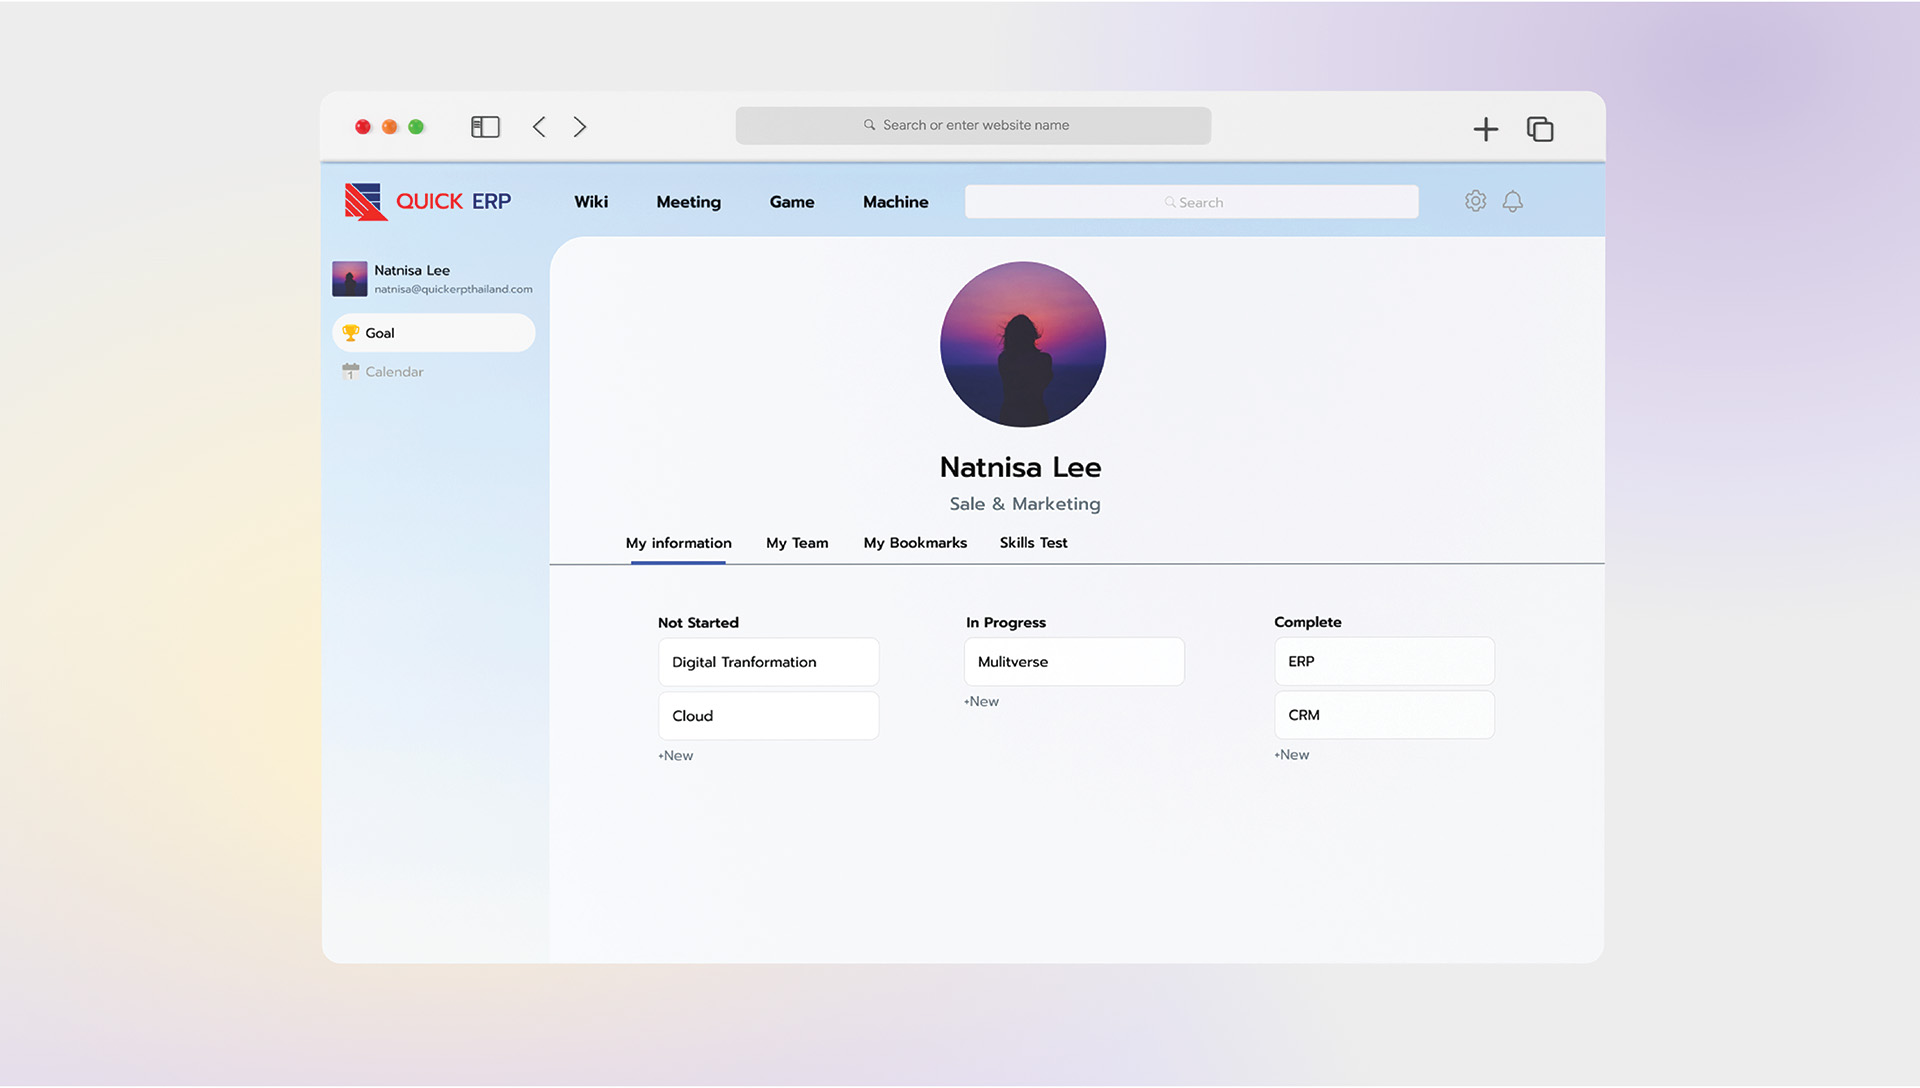 Search or enter website name
QUICK ERP
Wiki
Meeting
Game
Machine
Search
Natnisa Lee
natnisa@quickerpthailand.com
Goal
1 Calendar
Natnisa Lee
Sale & Marketing
My information
My Team
My Bookmarks
Skills Test
Not Started
Digital Tranformation
Cloud
+New
In Progress
Mulitverse
+New
Complete
ERP
CRM
+New